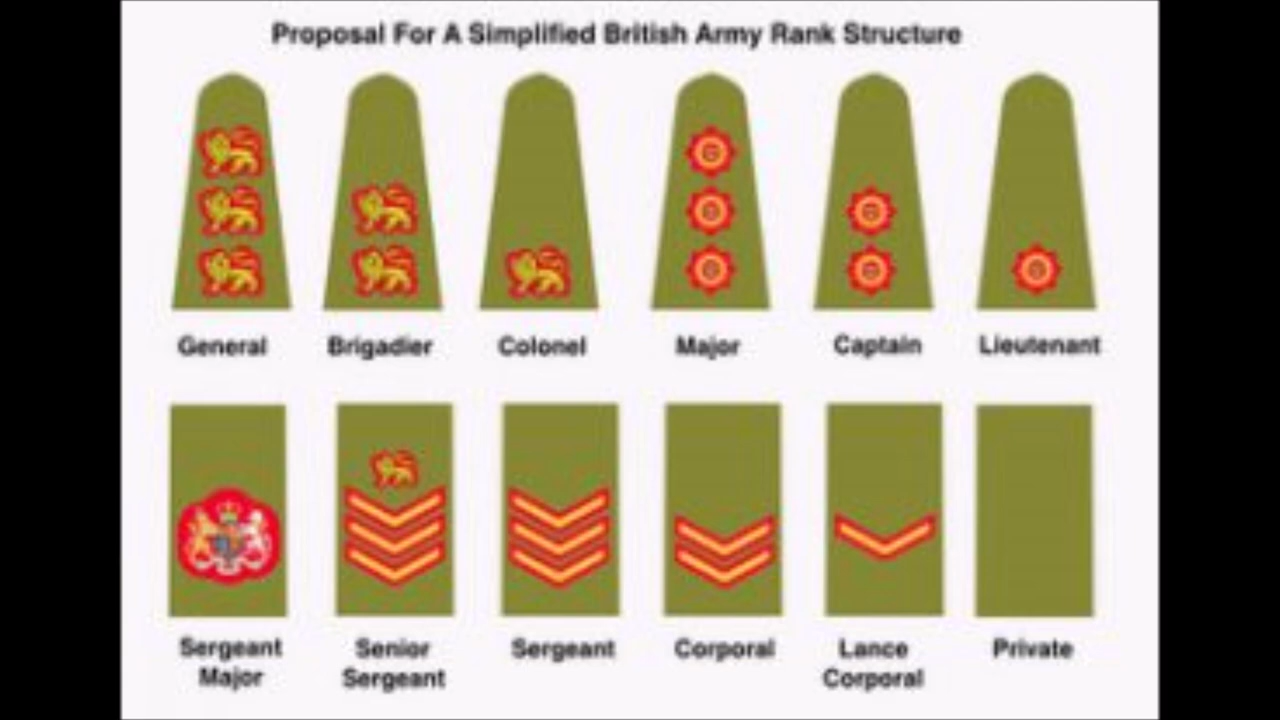 Proposal For A Simplified British Army Rank Structure
General Brigadier Colonel Major Captain Lieutenant
Sergeant Major
Senior Sergeant
Sergeant
Corporal
Lance Corporal
Private